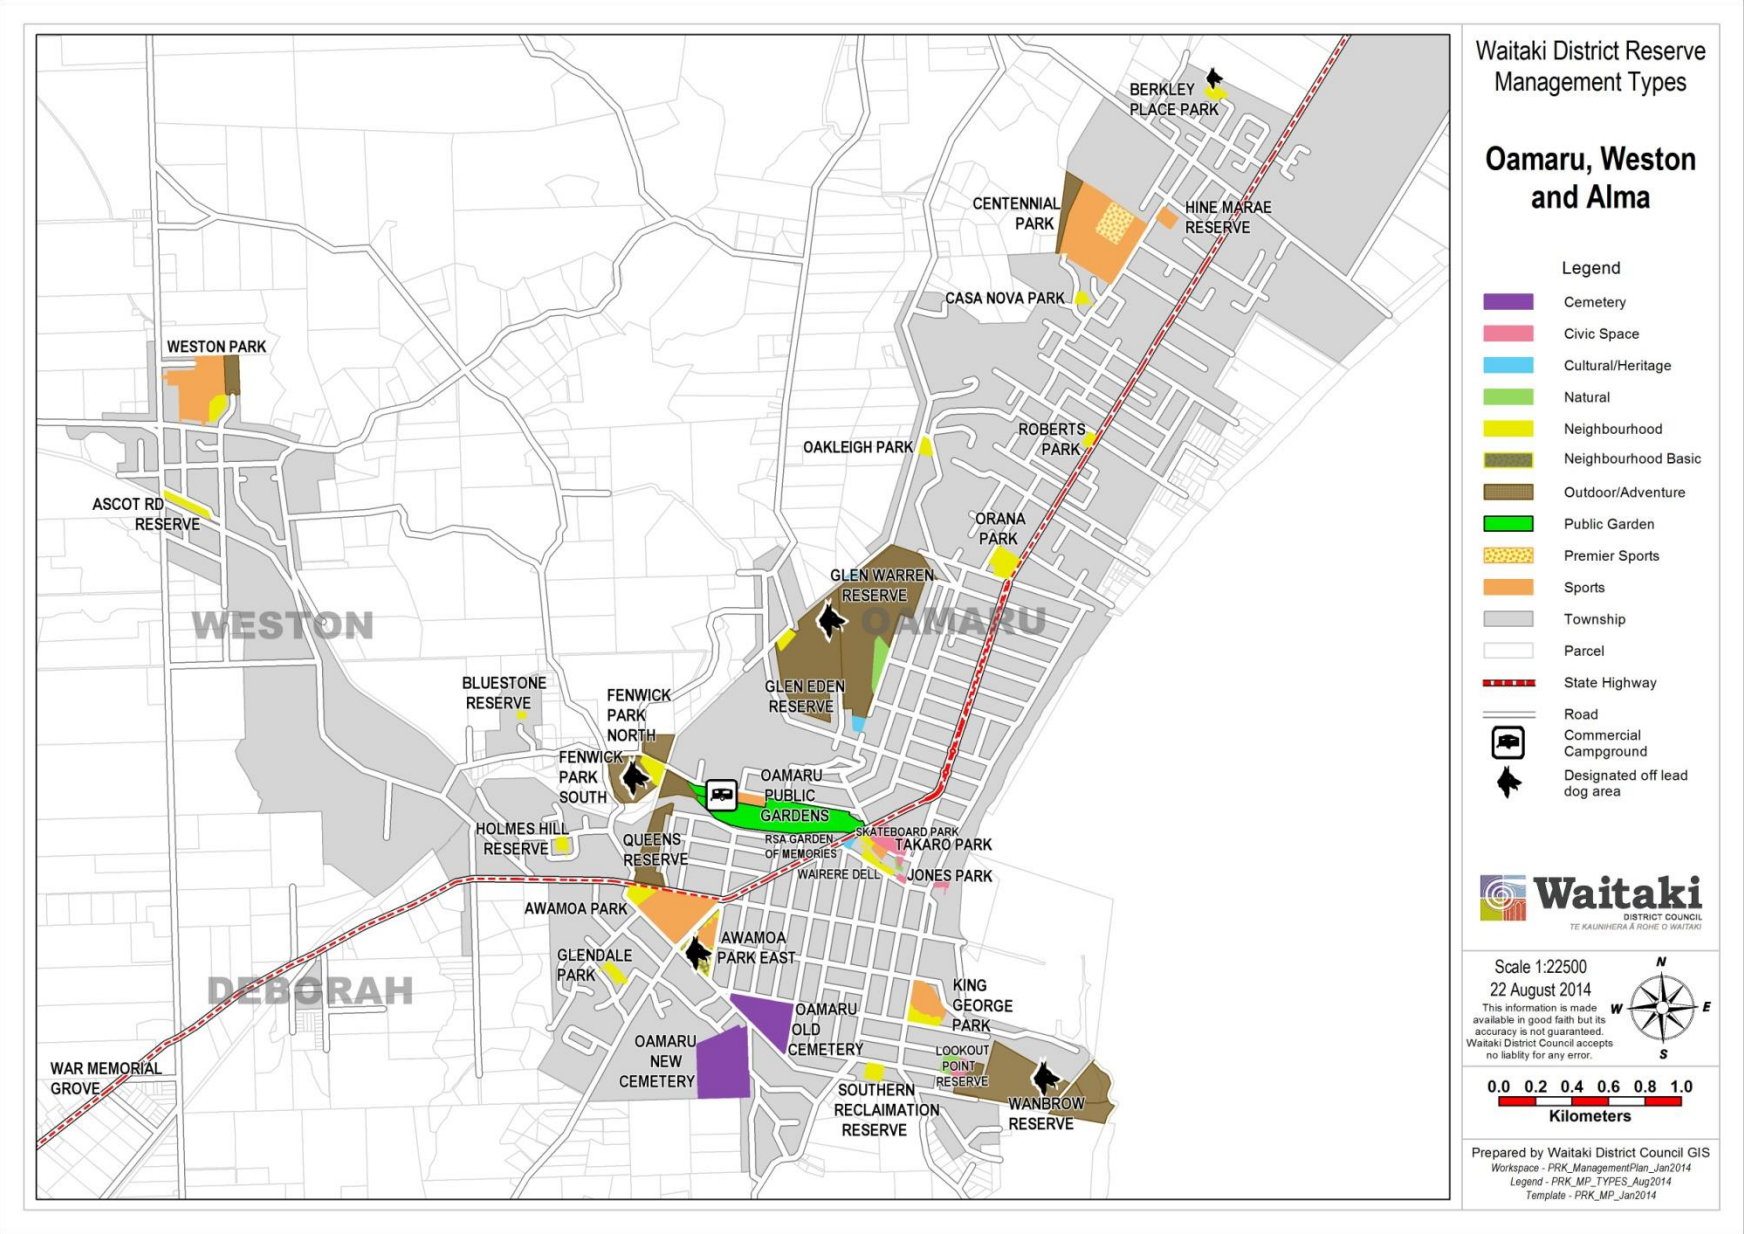 BERKLEY
PLACE PARK
CENTENNIAL
PARK
HINE MARAE
RESERVE
CASA NOVA PARK
WESTON PARK
ROBERTS
PARK
OAKLEIGH PARK
ASCOT RD
RESERVE
ORANA
PARK
GLEN WARREN
RESERVE
WESTON
OAMARU
GLEN EDEN
RESERVE
BLUESTONE
RESERVE
FENWICK
PARK
NORTH
FENWICK
PARK
SOUTH
OAMARU
PUBLIC
GARDENS
HOLMES HILL
RESERVE
QUEENS
RESERVE
RSA GARDEN
OF MEMORIES
SKATEBOARD PARK
TAKARO PARK
WAIRERE DELL
JONES PARK
AWAMOA PARK
AWAMOA
PARK EAST
GLENDALE
PARK
DEBORAH
KING
GEORGE
PARK
OAMARU
OLD
CEMETERY
OAMARU
NEW
CEMETERY
LOOKOUT
POINT
RESERVE
WAR MEMORIAL
GROVE
SOUTHERN
RECLAIMATION
RESERVE
WANBROW
RESERVE
Waitaki District Reserve
Management Types
Oamaru, Weston
and Alma
Legend
Cemetery
Civic Space
Cultural/Heritage
Natural
Neighbourhood
Neighbourhood Basic
Outdoor/Adventure
Public Garden
Premier Sports
Sports
Township
Parcel
State Highway
Road
Commercial
Campground
Designated off lead
dog area
Waitaki
DISTRICT COUNCIL
TE KAUNIHERA Ā ROHE O WAITAKI
Scale 1:22500
22 August 2014
This information is made
available in good faith but its
accuracy is not guaranteed.
Waitaki District Council accepts
no liablity for any error.
N
W E
S
0.0 0.2 0.4 0.6 0.8 1.0
Kilometers
Prepared by Waitaki District Council GIS
Workspace - PRK_ManagementPlan_Jan2014
Legend - PRK_MP_TYPES_Aug2014
Template - PRK_MP_Jan2014